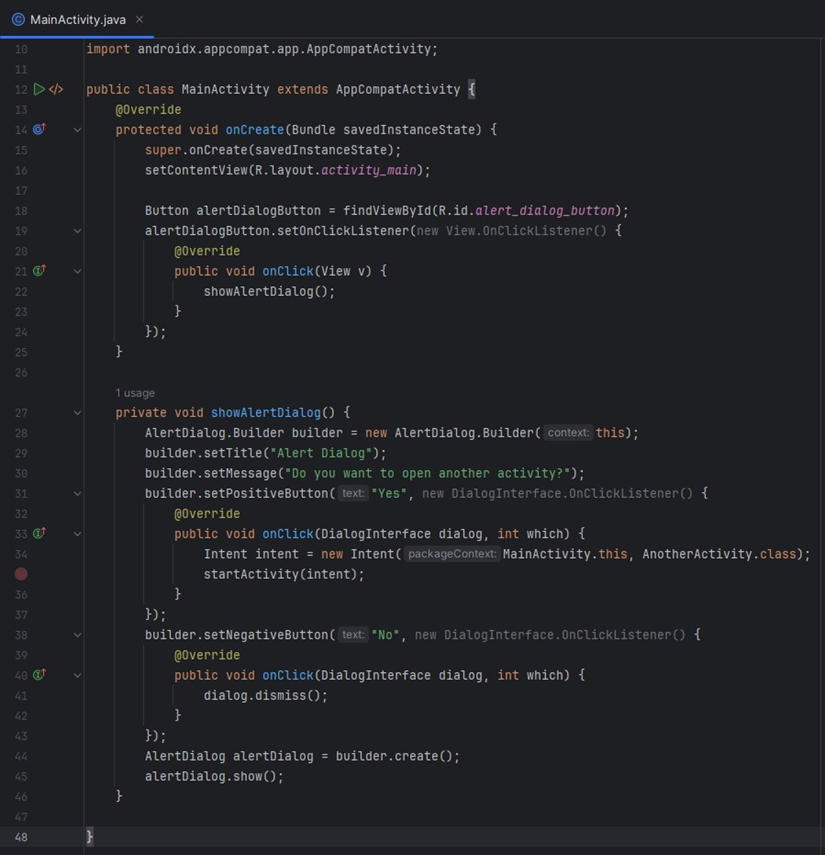 MainActivity.java
10 import androidx.appcompat.app.AppCompatActivity;
11
12 public class MainActivity extends AppCompatActivity {
13     @Override
14     protected void onCreate(Bundle savedInstanceState) {
15         super.onCreate(savedInstanceState);
16         setContentView(R.layout.activity_main);
17
18         Button alertDialogButton = findViewById(R.id.alert_dialog_button);
19         alertDialogButton.setOnClickListener(new View.OnClickListener() {
20             @Override
21             public void onClick(View v) {
22                 showAlertDialog();
23             }
24         });
25     }
26
1 usage
27     private void showAlertDialog() {
28         AlertDialog.Builder builder = new AlertDialog.Builder( context: this);
29         builder.setTitle("Alert Dialog");
30         builder.setMessage("Do you want to open another activity?");
31         builder.setPositiveButton( text: "Yes", new DialogInterface.OnClickListener() {
32             @Override
33             public void onClick(DialogInterface dialog, int which) {
34                 Intent intent = new Intent( packageContext: MainActivity.this, AnotherActivity.class);
                startActivity(intent);
36             }
37         });
38         builder.setNegativeButton( text: "No", new DialogInterface.OnClickListener() {
39             @Override
40             public void onClick(DialogInterface dialog, int which) {
41                 dialog.dismiss();
42             }
43         });
44         AlertDialog alertDialog = builder.create();
45         alertDialog.show();
46     }
47
48 }